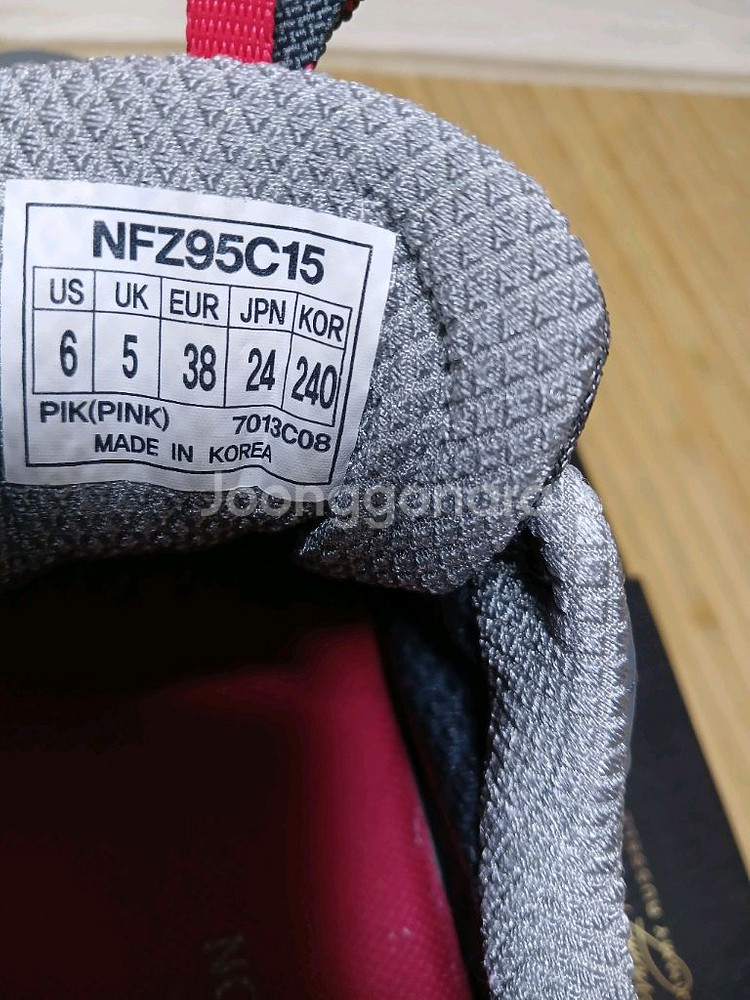 NFZ95C15
US UK EUR JPN KOR
6 5 38 24 240
PIK(PINK) 7013C08
MADE IN KOREA
Joonggonara